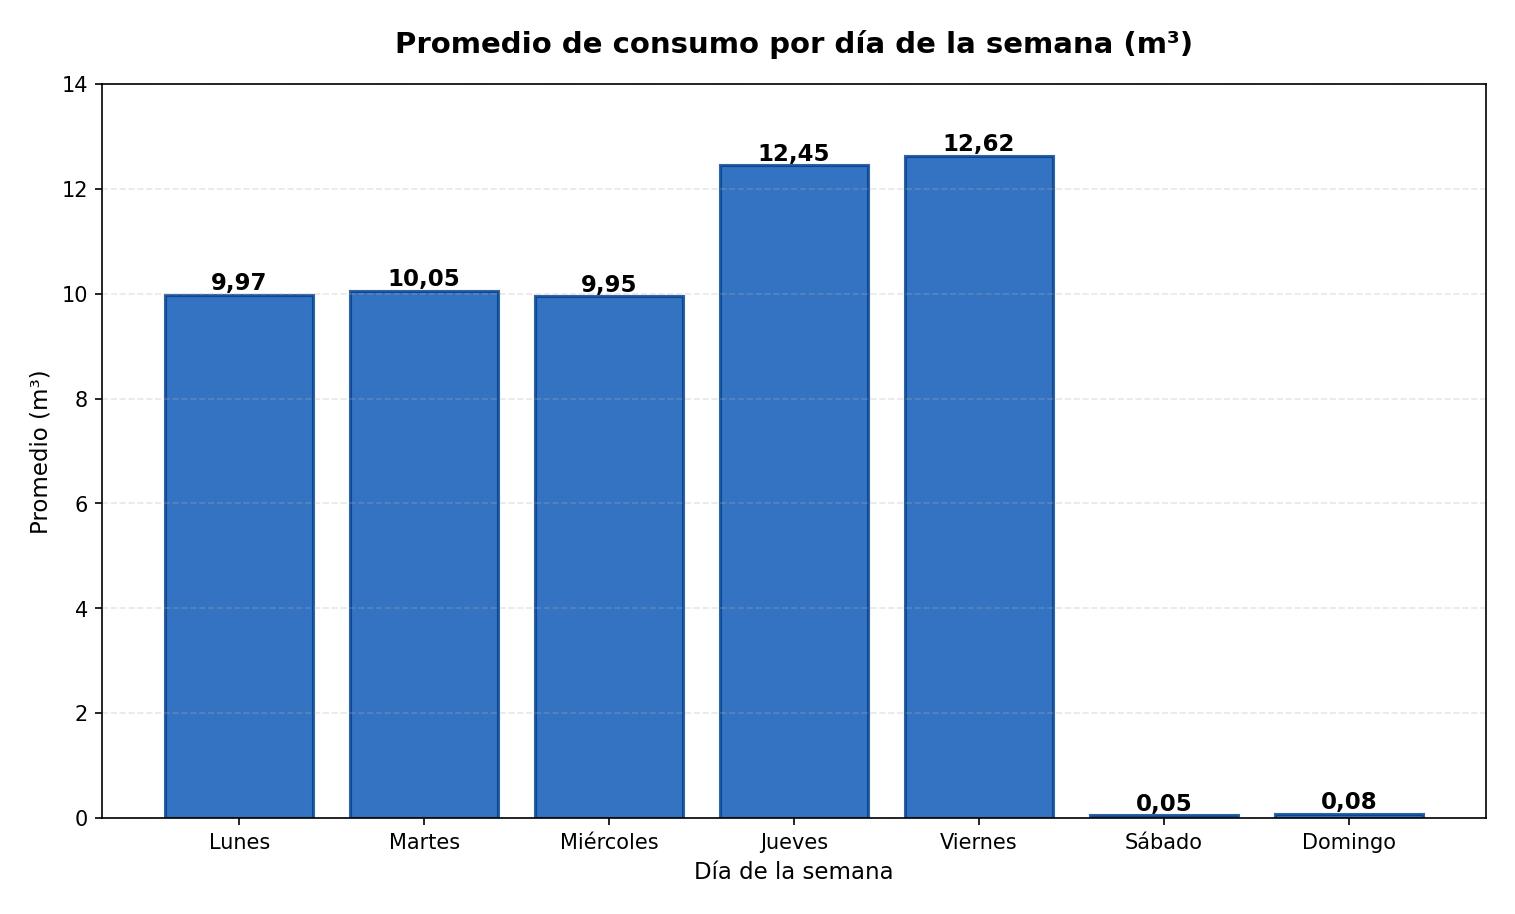 Promedio de consumo por día de la semana (m³)
14
12
10
8
6
4
2
0
Promedio (m³)
9,97
10,05
9,95
12,45
12,62
0,05
0,08
Lunes
Martes
Miércoles
Jueves
Viernes
Sábado
Domingo
Día de la semana